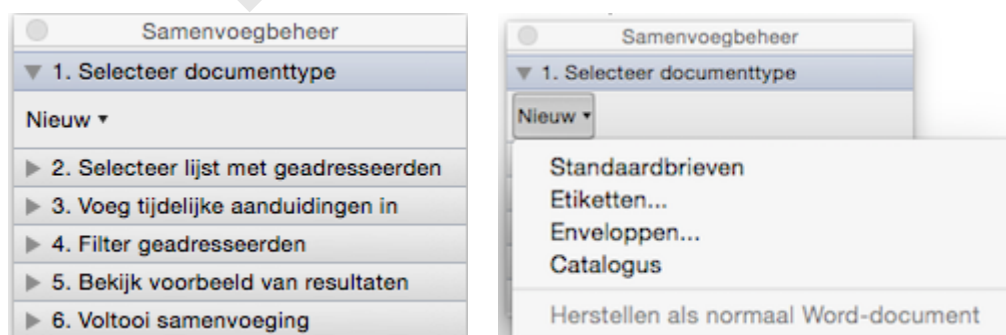 Samenvoegbeheer
1. Selecteer documenttype
Nieuw
2. Selecteer lijst met geadresseerden
3. Voeg tijdelijke aanduidingen in
4. Filter geadresseerden
5. Bekijk voorbeeld van resultaten
6. Voltooi samenvoeging
Samenvoegbeheer
1. Selecteer documenttype
Nieuw
Standaardbrieven
Etiketten...
Enveloppen...
Catalogus
Herstellen als normaal Word-document